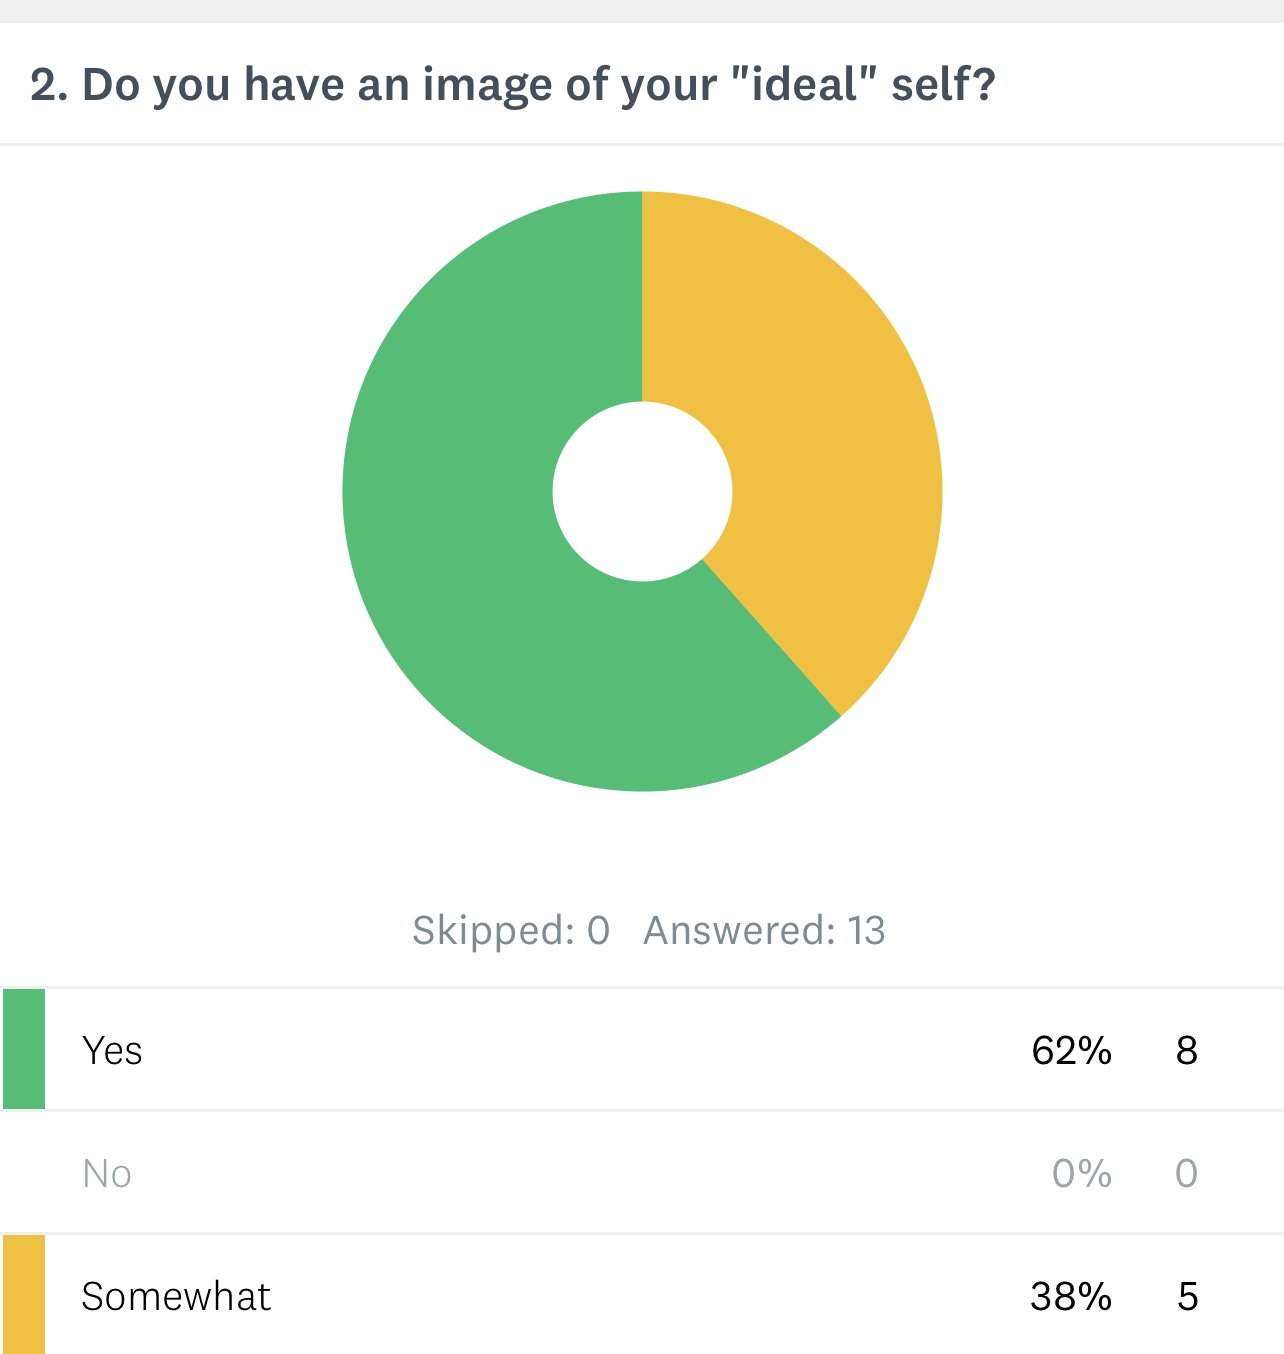 2. Do you have an image of your "ideal" self?
Skipped: 0 Answered: 13
Yes 62% 8
No 0% 0
Somewhat 38% 5